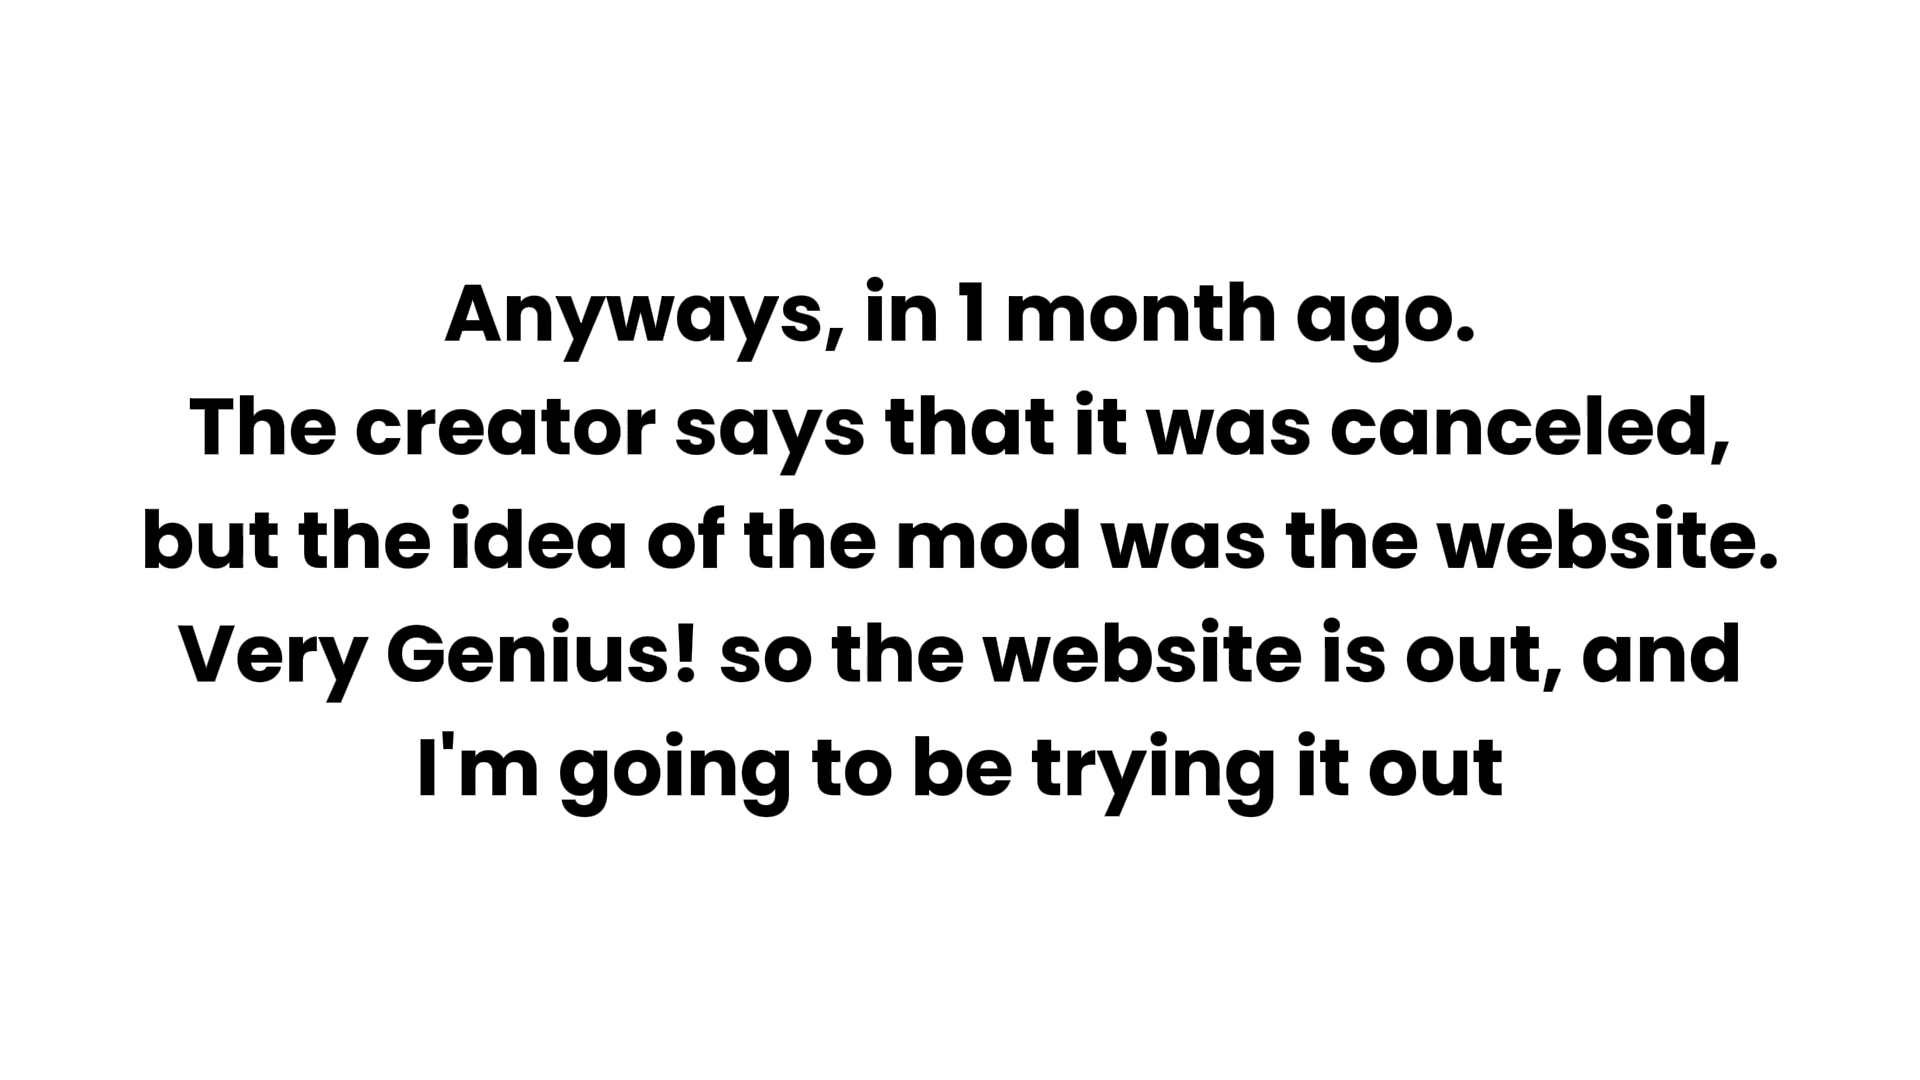 Anyways, in 1 month ago.
The creator says that it was canceled,
but the idea of the mod was the website.
Very Genius! so the website is out, and
I'm going to be trying it out